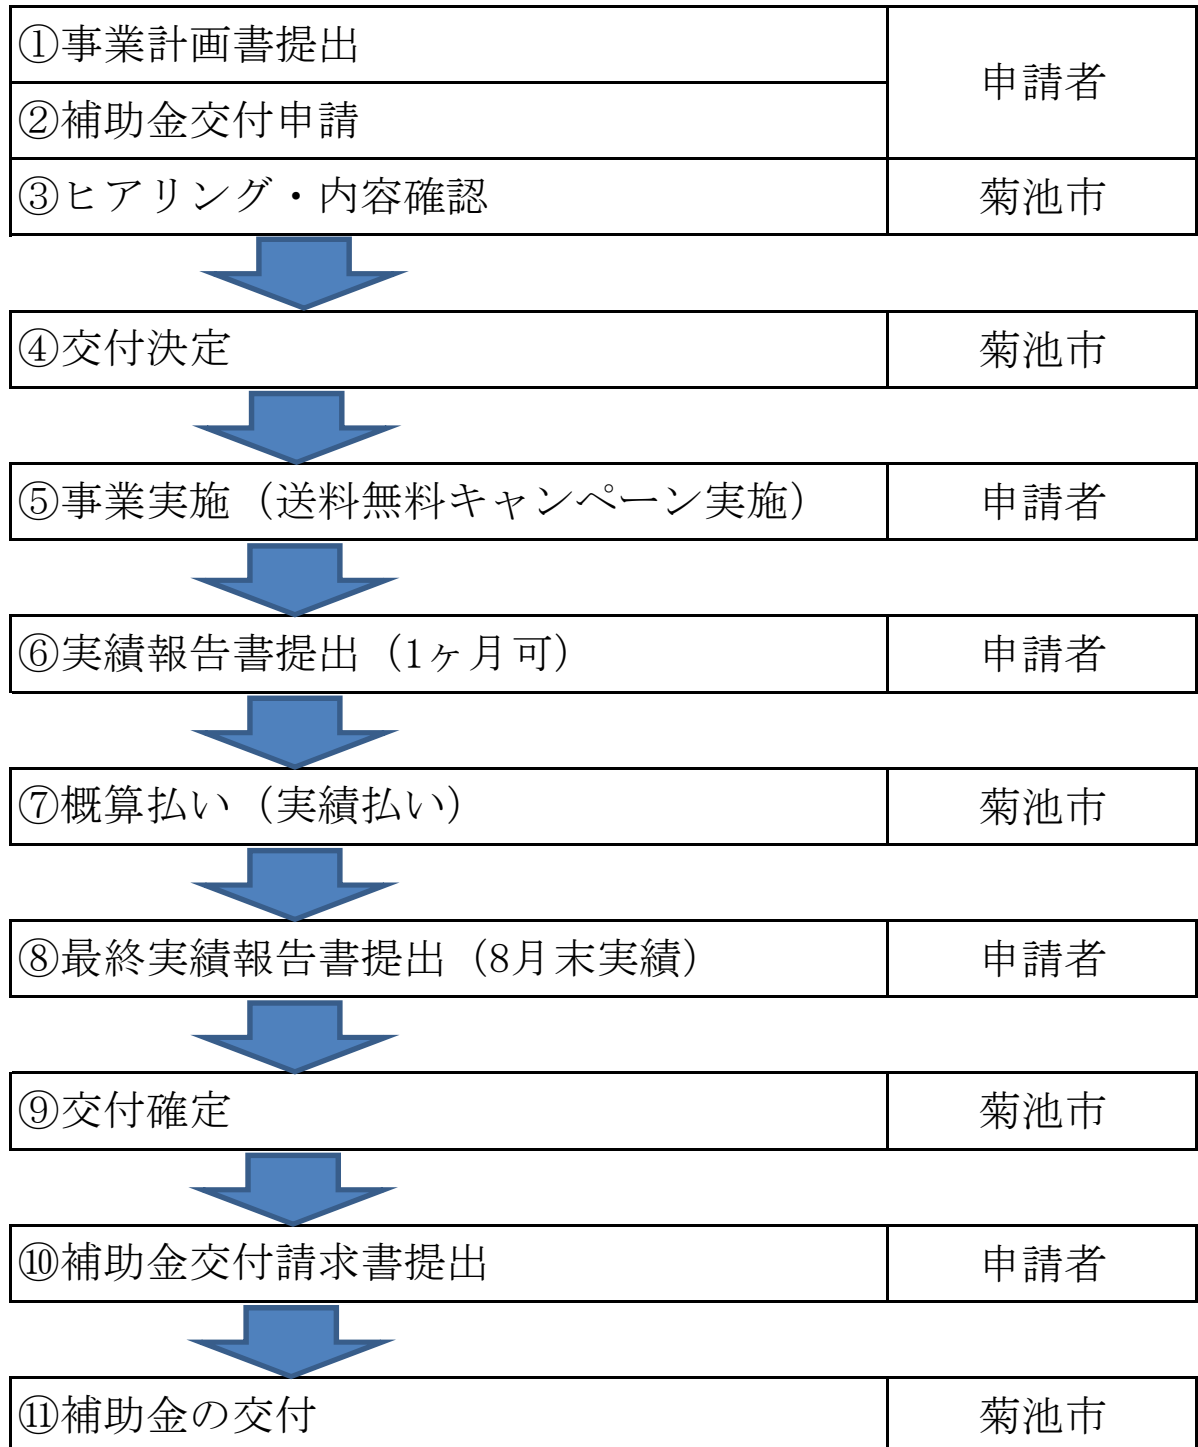 ①事業計画書提出
申請者
②補助金交付申請
③ヒアリング・内容確認 菊池市
④交付決定 菊池市
⑤事業実施（送料無料キャンペーン実施） 申請者
⑥実績報告書提出（1ヶ月可） 申請者
⑦概算払い（実績払い） 菊池市
⑧最終実績報告書提出（8月末実績） 申請者
⑨交付確定 菊池市
⑩補助金交付請求書提出 申請者
⑪補助金の交付 菊池市